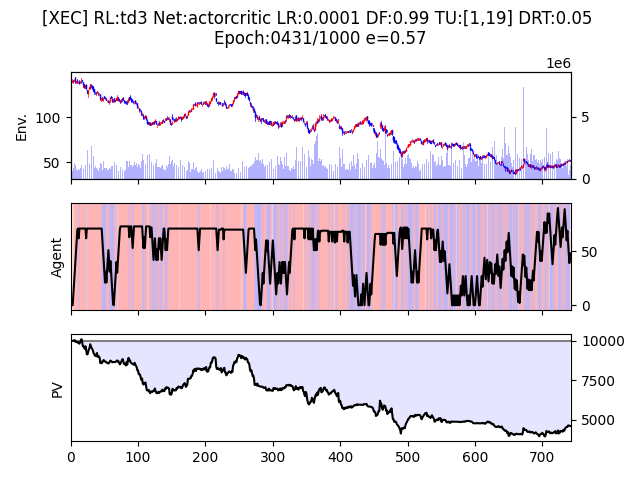 [XEC] RL:td3 Net:actorcritic LR:0.0001 DF:0.99 TU:[1,19] DRT:0.05
Epoch:0431/1000 e=0.57
1e6
Env.
100
50
5
0
Agent
50
0
PV
10000
7500
5000
0 100 200 300 400 500 600 700